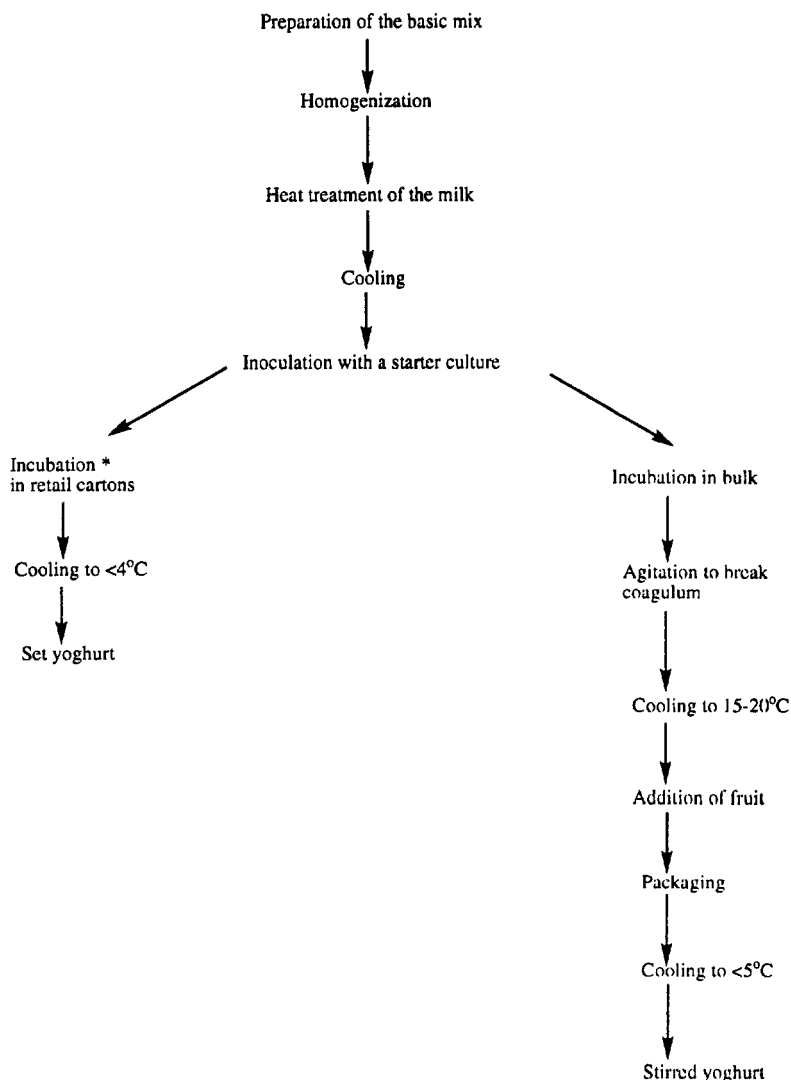 Preparation of the basic mix
Homogenization
Heat treatment of the milk
Cooling
Inoculation with a starter culture
Incubation *
in retail cartons
Cooling to <4°C
Set yoghurt
Incubation in bulk
Agitation to break
coagulum
Cooling to 15-20°C
Addition of fruit
Packaging
Cooling to <5°C
Stirred yoghurt